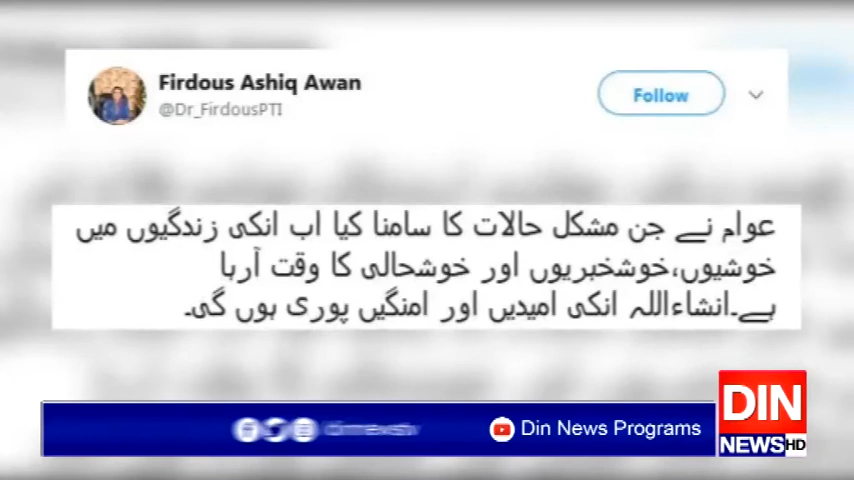 Firdous Ashiq Awan
@Dr_FirdousPTI
Follow
عوام نے جن مشکل حالات کا سامنا کیا اب انکی زندگیوں میں
خوشیوں،خوشخبریوں اور خوشحالی کا وقت آرہا
ہے۔انشاءاللہ انکی امیدیں اور امنگیں پوری ہوں گی۔
Din News Programs
DIN
NEWS HD